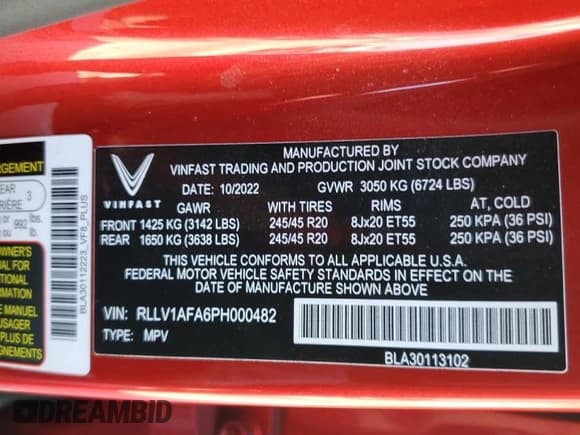 MANUFACTURED BY
VINFAST TRADING AND PRODUCTION JOINT STOCK COMPANY
DATE: 10/2022 GVWR 3050 KG (6724 LBS)
GAWR WITH TIRES RIMS AT, COLD
FRONT 1425 KG (3142 LBS) 245/45 R20 8Jx20 ET55 250 KPA (36 PSI)
REAR 1650 KG (3638 LBS) 245/45 R20 8Jx20 ET55 250 KPA (36 PSI)
THIS VEHICLE CONFORMS TO ALL APPLICABLE U.S.A.
FEDERAL MOTOR VEHICLE SAFETY STANDARDS IN EFFECT ON THE
DATE OF MANUFACTURE SHOWN ABOVE.
VIN: RLLV1AFA6PH000482
TYPE: MPV
BLA30113102
VINFAST
BLA30112223_VF8_PLUS
3
992 lbs.
lb.
DREAMBID